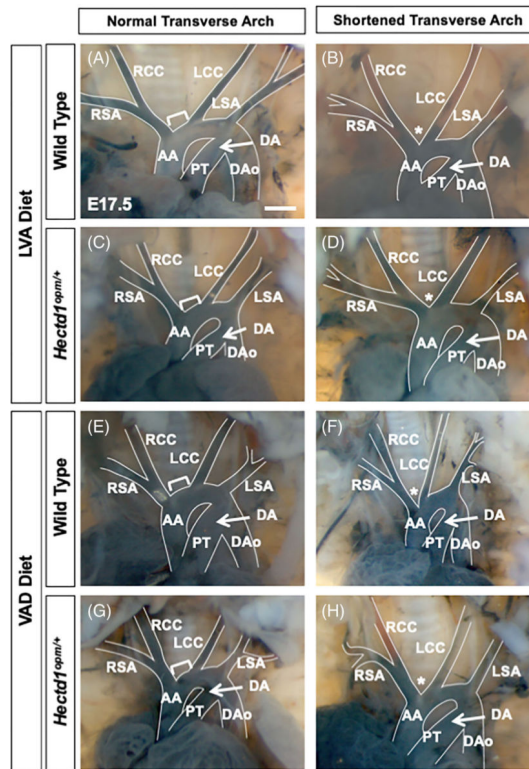 Normal Transverse Arch
Shortened Transverse Arch
LVA Diet
Wild Type
(A)
RCC
LCC
LSA
RSA
DA
AA
PT
DAo
E17.5
(B)
RCC
LCC
LSA
RSA
*
AA
DA
PT
DAo
Hectd1opm/+
(C)
RCC
LCC
RSA
LSA
AA
DA
PT
DAo
(D)
RCC
LCC
*
RSA
LSA
AA
DA
PT
DAo
VAD Diet
Wild Type
(E)
RCC
LCC
RSA
LSA
AA
DA
PT
DAo
(F)
RCC
LCC
*
RSA
LSA
AA
DA
PT
DAo
Hectd1opm/+
(G)
RCC
LCC
RSA
LSA
AA
DA
PT
DAo
(H)
RCC
LCC
*
RSA
LSA
AA
DA
PT
DAo